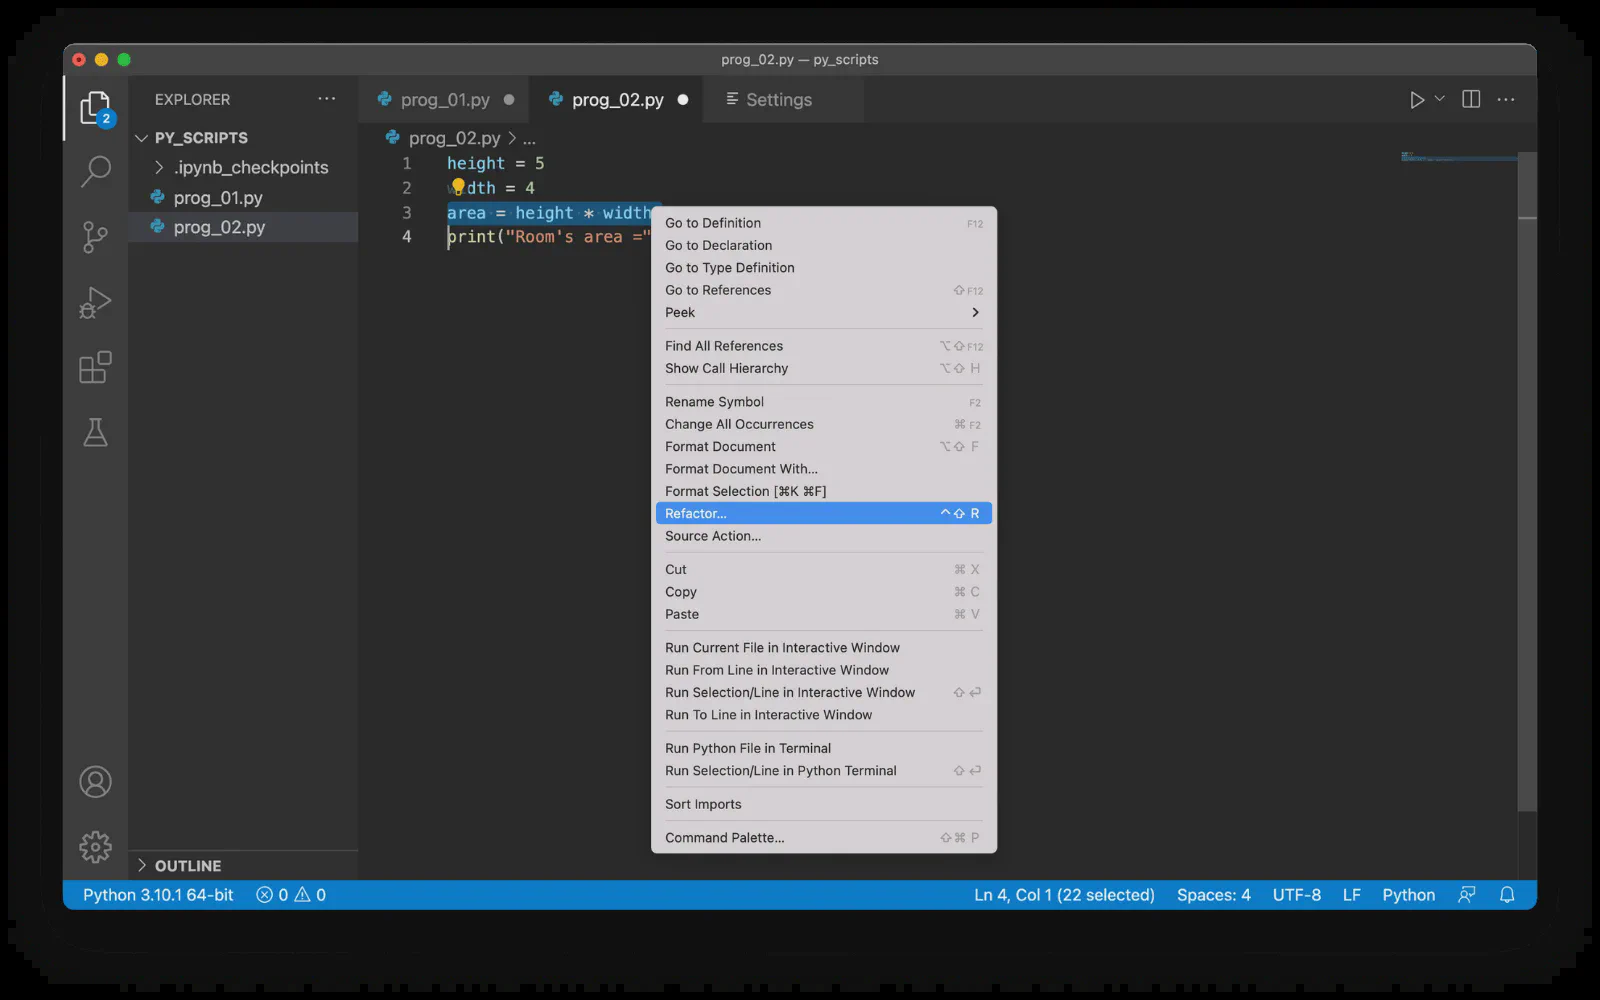 prog_02.py — py_scripts
2
EXPLORER
PY_SCRIPTS
.ipynb_checkpoints
prog_01.py
prog_02.py
OUTLINE
prog_01.py
prog_02.py
Settings
prog_02.py > ...
1 height = 5
2 width = 4
3 area = height * width
4 print("Room's area ="
Go to Definition F12
Go to Declaration
Go to Type Definition
Go to References ⇧F12
Peek
Find All References ⌥⇧F12
Show Call Hierarchy ⌥⇧ H
Rename Symbol F2
Change All Occurrences ⌘F2
Format Document ⌥⇧ F
Format Document With...
Format Selection [⌘K ⌘F]
Refactor... ^⇧ R
Source Action...
Cut ⌘ X
Copy ⌘ C
Paste ⌘ V
Run Current File in Interactive Window
Run From Line in Interactive Window
Run Selection/Line in Interactive Window ⇧⏎
Run To Line in Interactive Window
Run Python File in Terminal
Run Selection/Line in Python Terminal ⇧⏎
Sort Imports
Command Palette... ⇧⌘ P
Python 3.10.1 64-bit 0 0 Ln 4, Col 1 (22 selected) Spaces: 4 UTF-8 LF Python